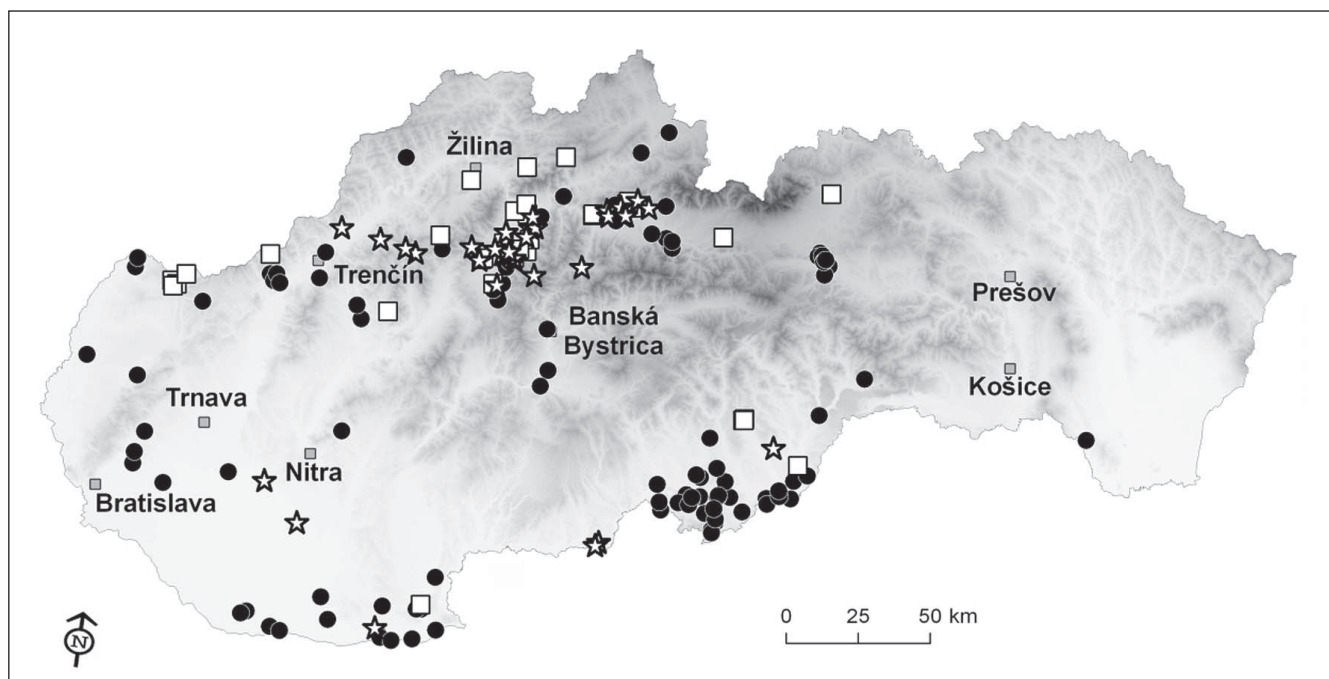 Žilina
Trenčín
Prešov
Banská
Bystrica
Košice
Trnava
Nitra
Bratislava
N
0 25 50 km